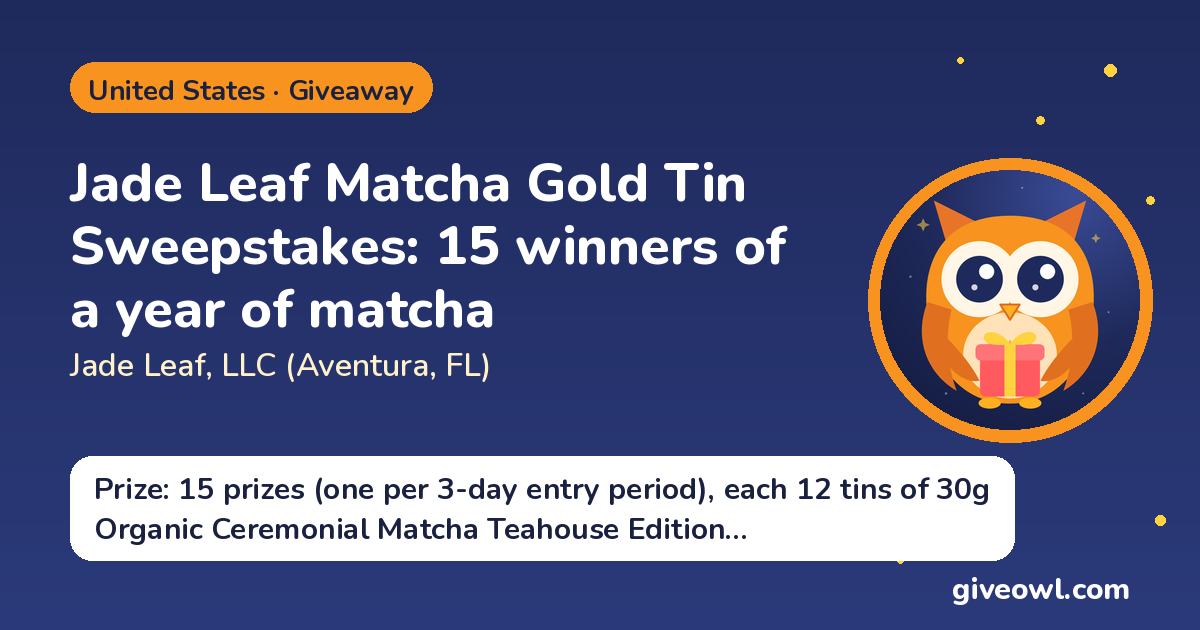 United States · Giveaway
Jade Leaf Matcha Gold Tin
Sweepstakes: 15 winners of
a year of matcha
Jade Leaf, LLC (Aventura, FL)
Prize: 15 prizes (one per 3-day entry period), each 12 tins of 30g
Organic Ceremonial Matcha Teahouse Edition...
giveowl.com